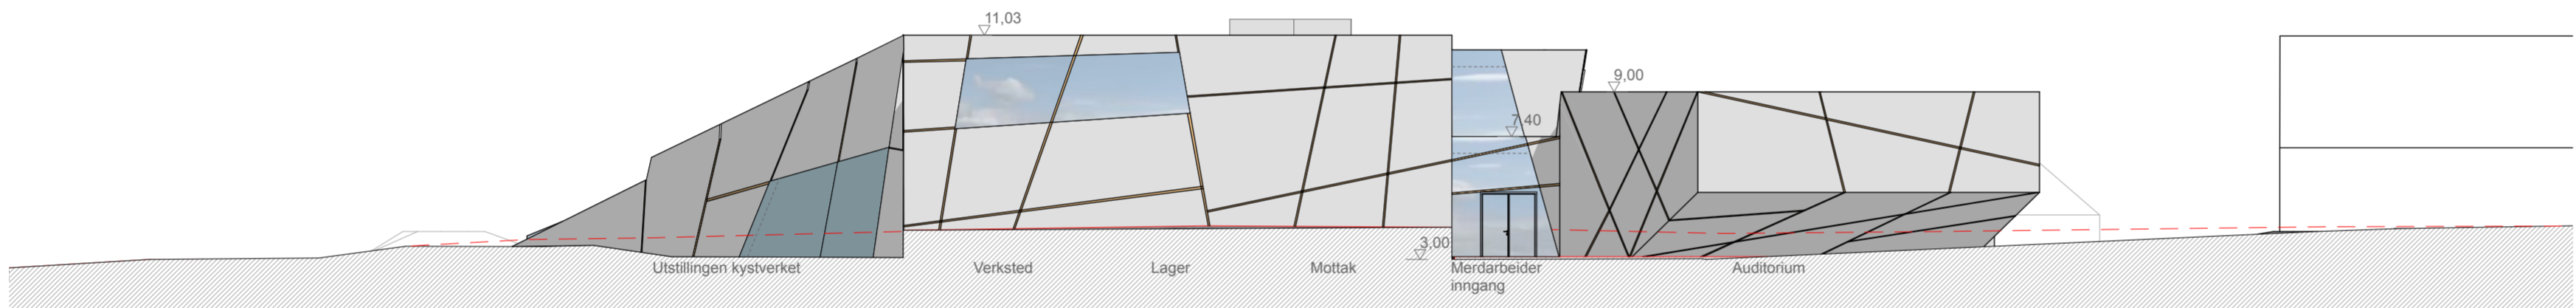 11,03
9,00
7,40
3,00
Utstillingen kystverket
Verksted
Lager
Mottak
Merdarbeider
inngang
Auditorium